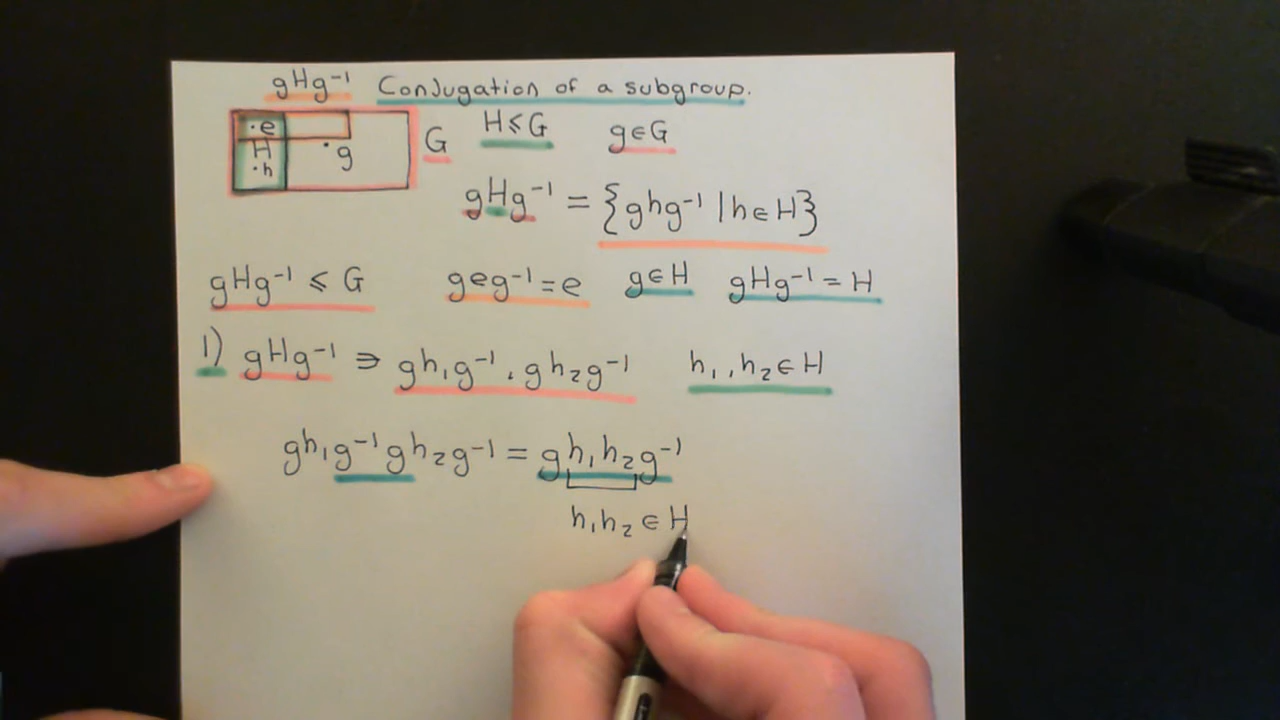 gHg⁻¹ Conjugation of a subgroup.
·e
H
·h
·g
G H≤G g∈G
gHg⁻¹ = {ghg⁻¹ | h∈H}
gHg⁻¹ ≤ G geg⁻¹=e g∈H gHg⁻¹ = H
1) gHg⁻¹ ∋ gh₁g⁻¹ . gh₂g⁻¹ h₁,,h₂∈H
gh₁g⁻¹gh₂g⁻¹ = gh₁h₂g⁻¹
h₁h₂ ∈ H